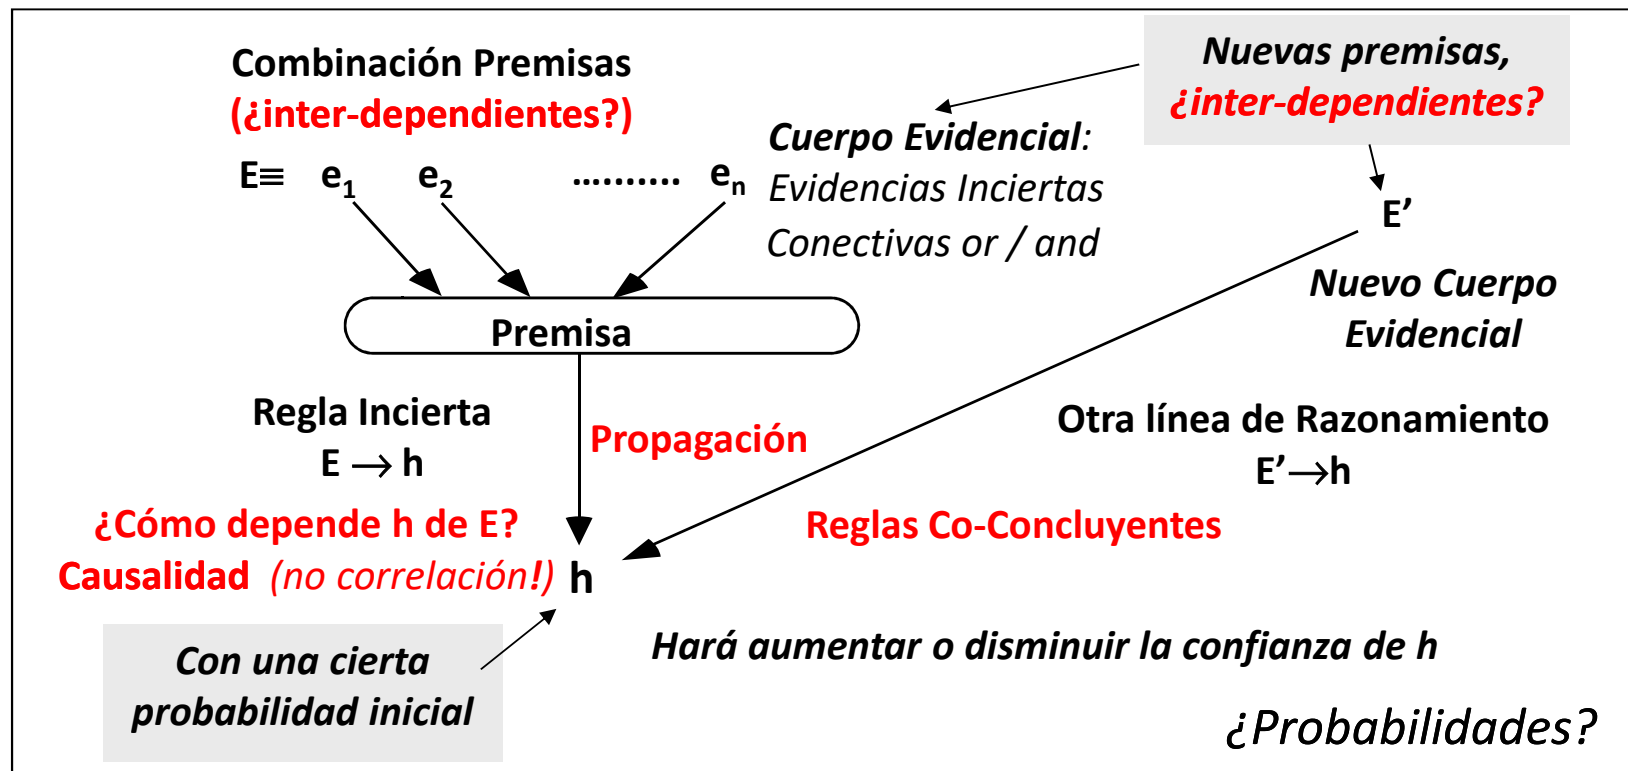 Combinación Premisas
(¿inter-dependientes?)
E≡ e1 e2 .......... en
Cuerpo Evidencial:
Evidencias Inciertas
Conectivas or / and
Nuevas premisas,
¿inter-dependientes?
E’
Nuevo Cuerpo
Evidencial
Premisa
Regla Incierta
E → h
Propagación
Otra línea de Razonamiento
E’→h
¿Cómo depende h de E?
Causalidad (no correlación!)
h
Reglas Co-Concluyentes
Con una cierta
probabilidad inicial
Hará aumentar o disminuir la confianza de h
¿Probabilidades?